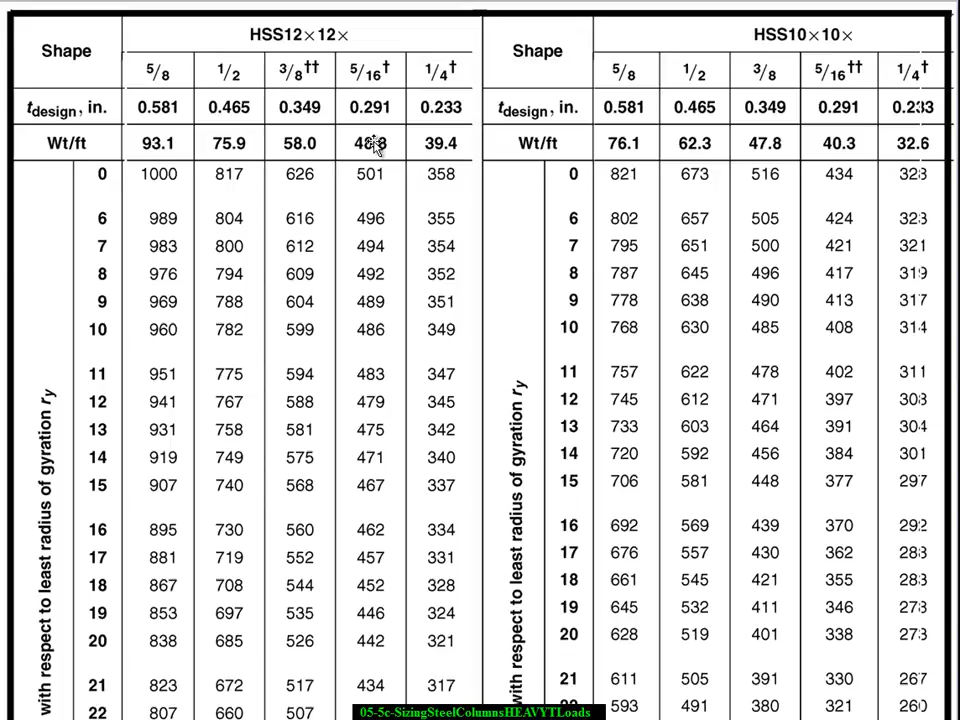 Shape HSS12×12× Shape HSS10×10×
5/8 1/2 3/8†† 5/16† 1/4† 5/8 1/2 3/8 5/16†† 1/4†
tdesign, in. 0.581 0.465 0.349 0.291 0.233 tdesign, in. 0.581 0.465 0.349 0.291 0.233
Wt/ft 93.1 75.9 58.0 48.8 39.4 Wt/ft 76.1 62.3 47.8 40.3 32.6
0 1000 817 626 501 358 0 821 673 516 434 328
6 989 804 616 496 355 6 802 657 505 424 323
7 983 800 612 494 354 7 795 651 500 421 321
8 976 794 609 492 352 8 787 645 496 417 319
9 969 788 604 489 351 9 778 638 490 413 317
10 960 782 599 486 349 10 768 630 485 408 314
11 951 775 594 483 347 11 757 622 478 402 311
12 941 767 588 479 345 12 745 612 471 397 308
13 931 758 581 475 342 13 733 603 464 391 304
14 919 749 575 471 340 14 720 592 456 384 301
15 907 740 568 467 337 15 706 581 448 377 297
16 895 730 560 462 334 16 692 569 439 370 292
17 881 719 552 457 331 17 676 557 430 362 288
18 867 708 544 452 328 18 661 545 421 355 283
19 853 697 535 446 324 19 645 532 411 346 278
20 838 685 526 442 321 20 628 519 401 338 273
21 823 672 517 434 317 21 611 505 391 330 267
22 807 660 507 593 491 380 321 260
with respect to least radius of gyration ry
with respect to least radius of gyration ry
05-5c-SizingSteelColumnsHEAVYTLoads